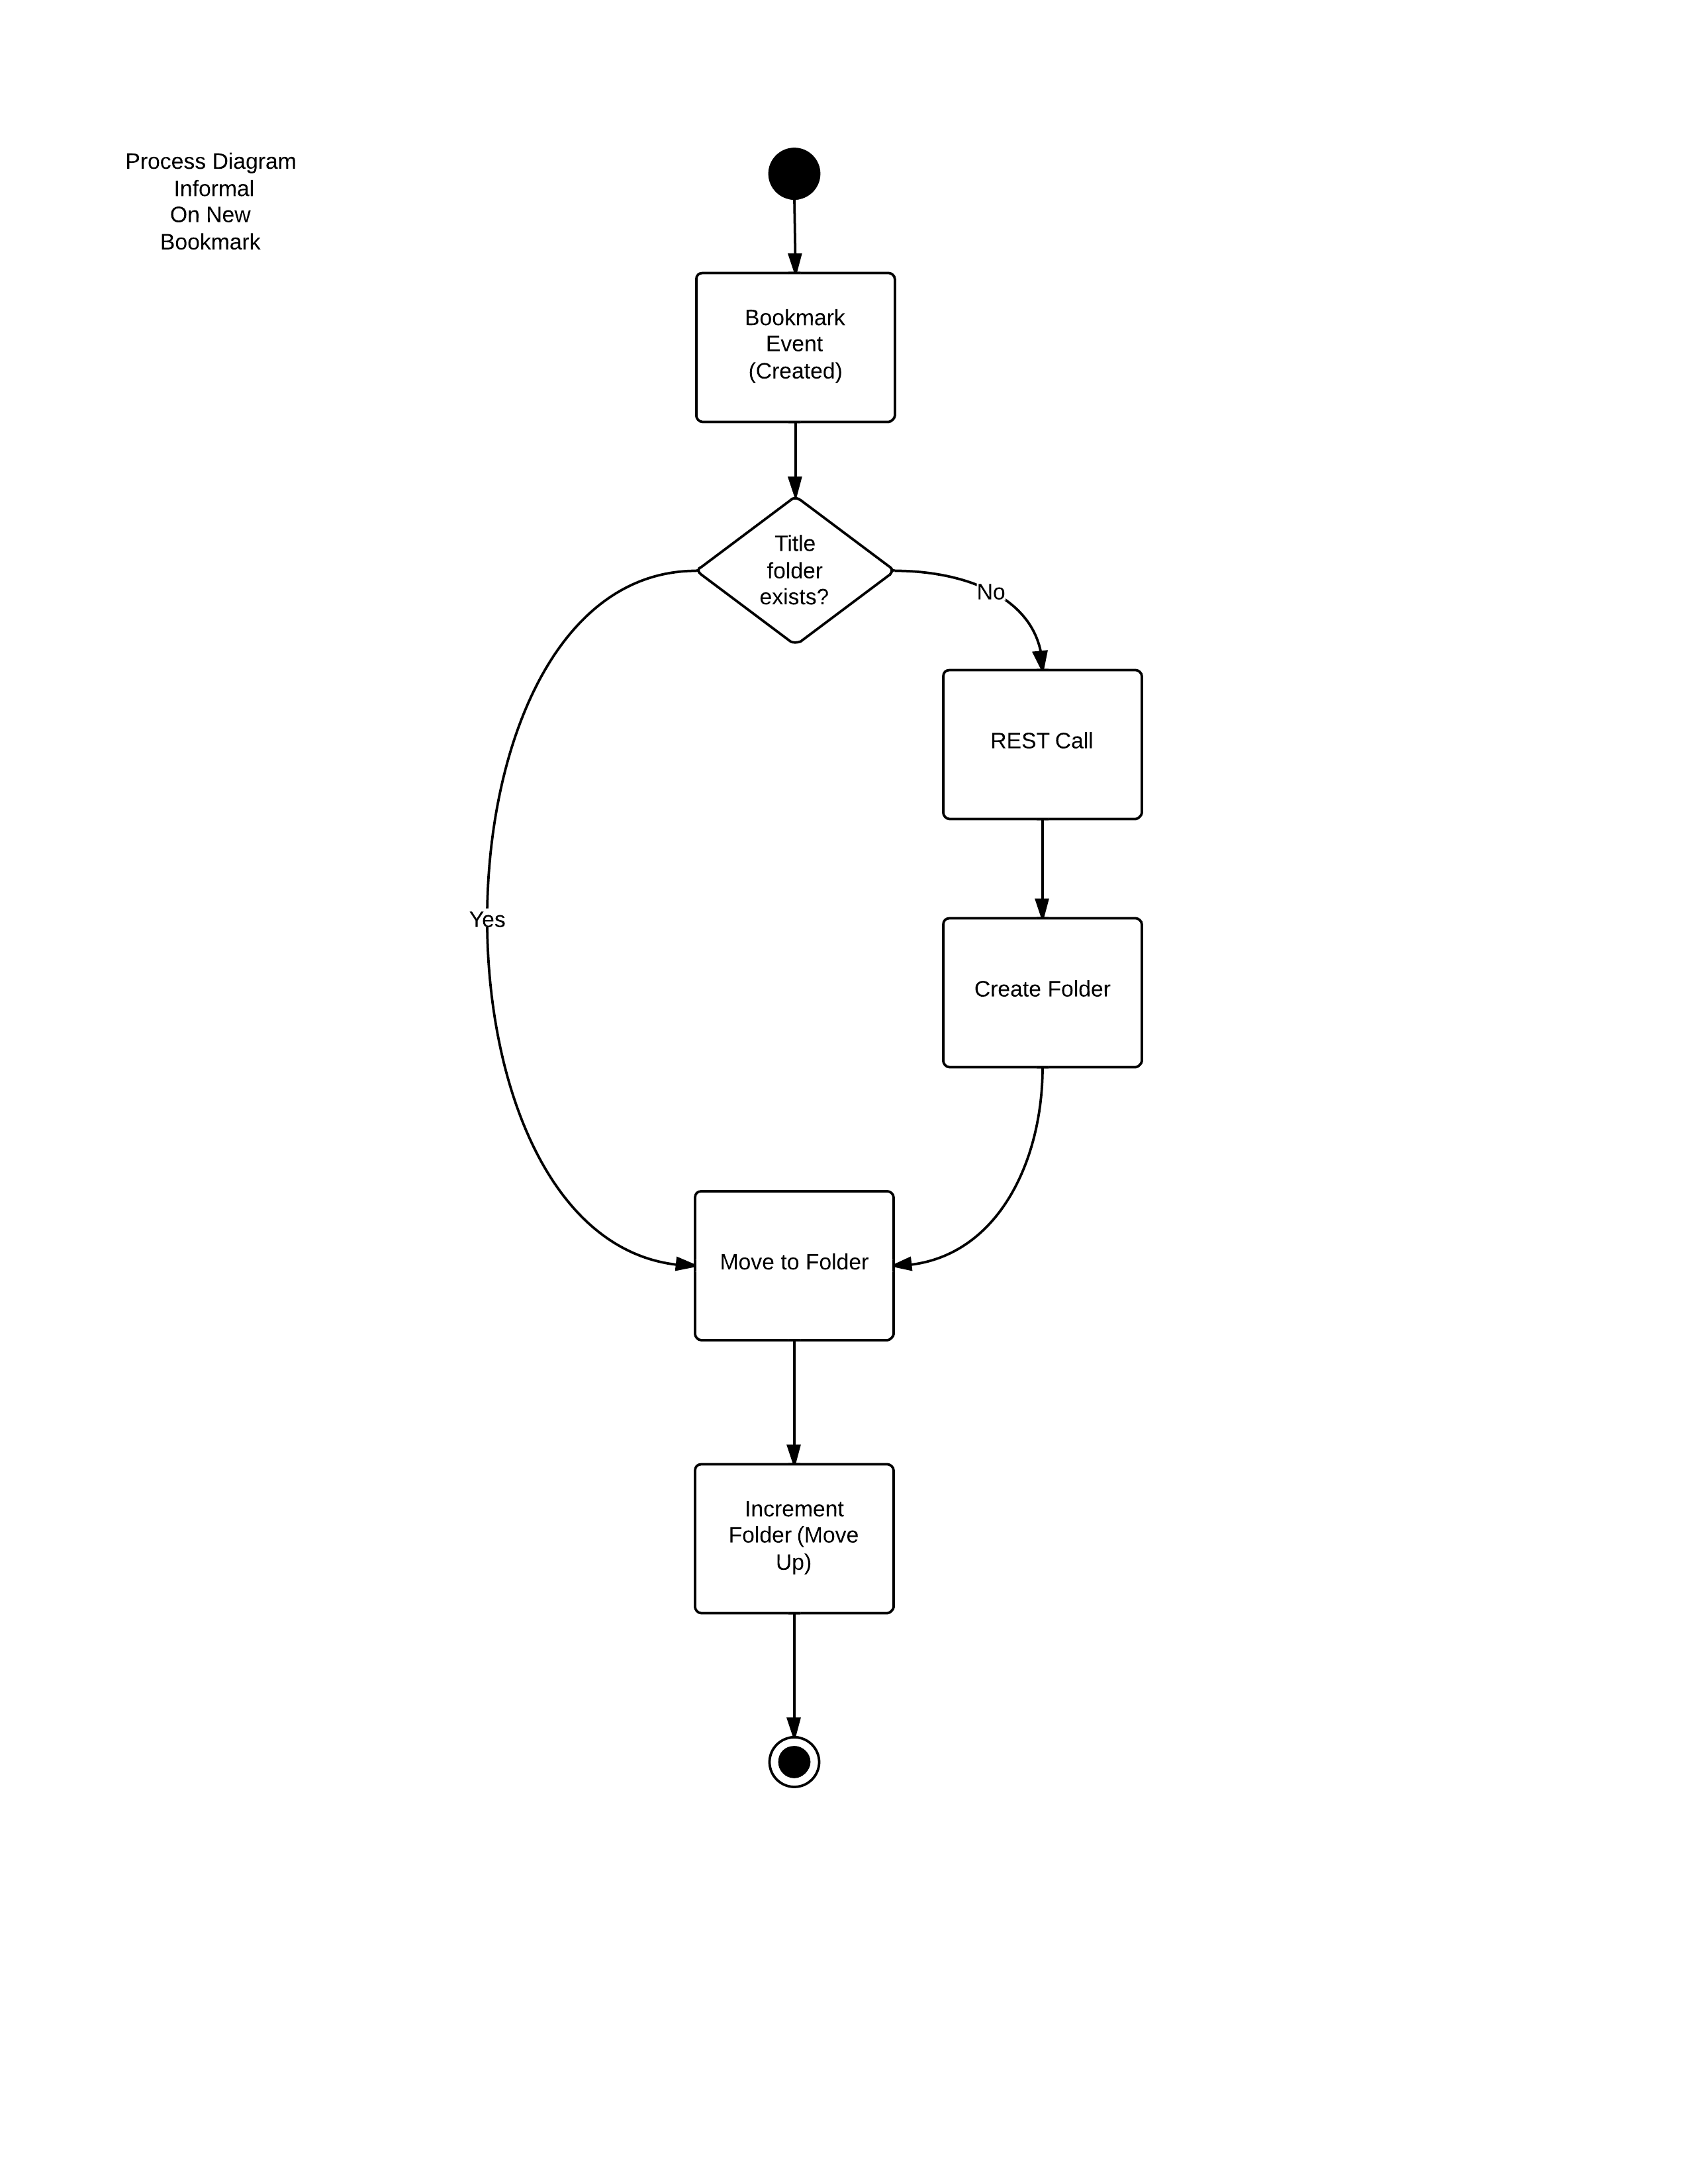 Process Diagram
Informal
On New
Bookmark
Bookmark
Event
(Created)
Title
folder
exists?
No
REST Call
Yes
Create Folder
Move to Folder
Increment
Folder (Move
Up)